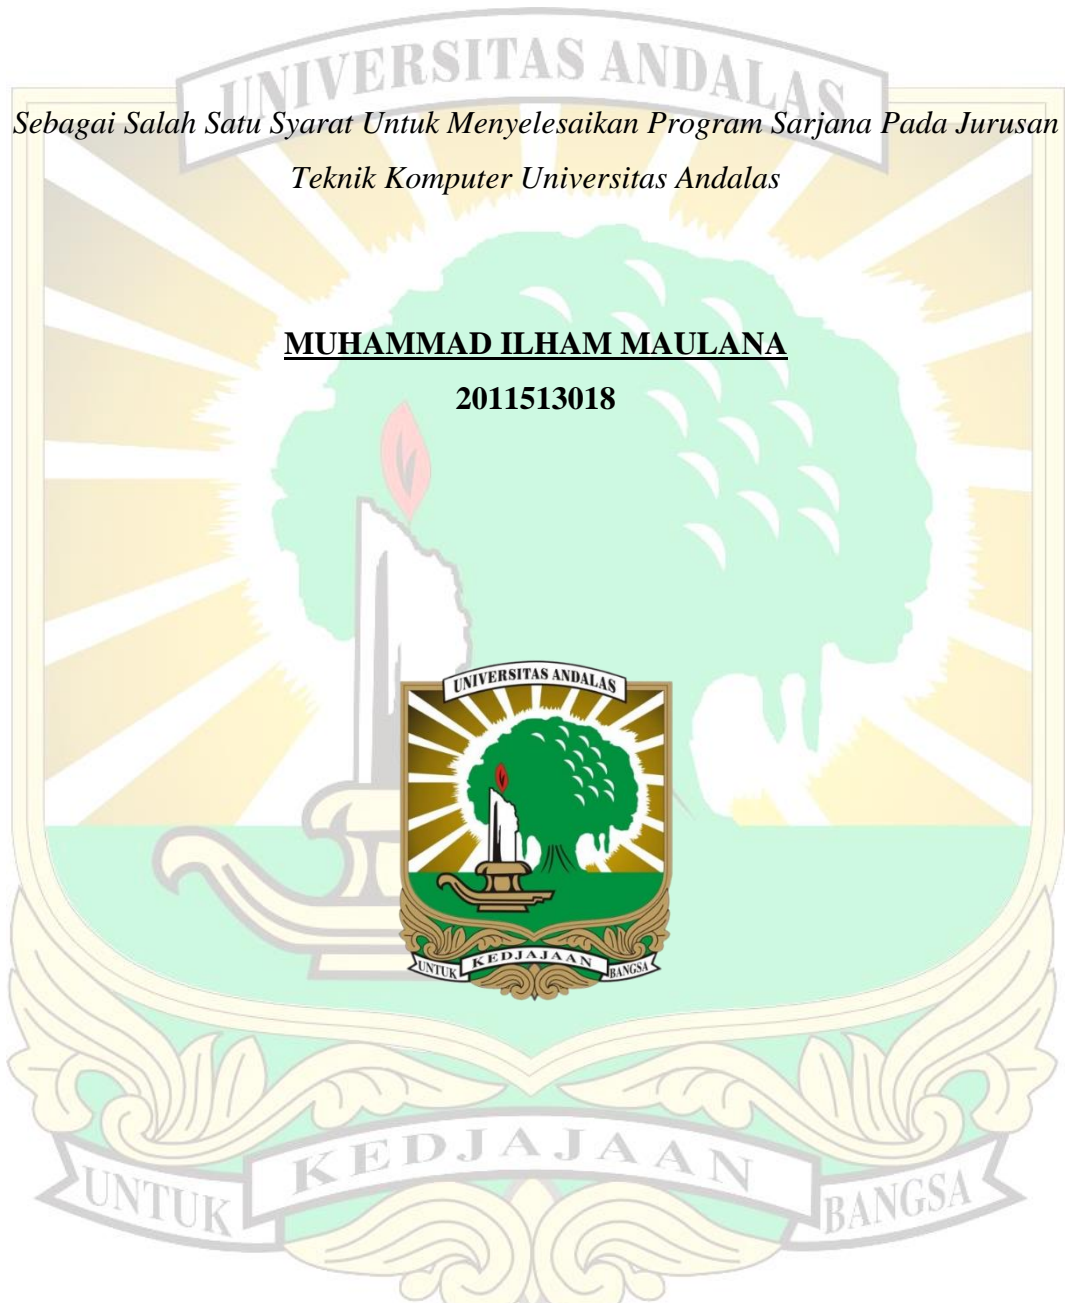 UNIVERSITAS ANDALAS
Sebagai Salah Satu Syarat Untuk Menyelesaikan Program Sarjana Pada Jurusan
Teknik Komputer Universitas Andalas
MUHAMMAD ILHAM MAULANA
2011513018
UNIVERSITAS ANDALAS
UNTUK KEDJAJAAN BANGSA
UNTUK KEDJAJAAN BANGSA